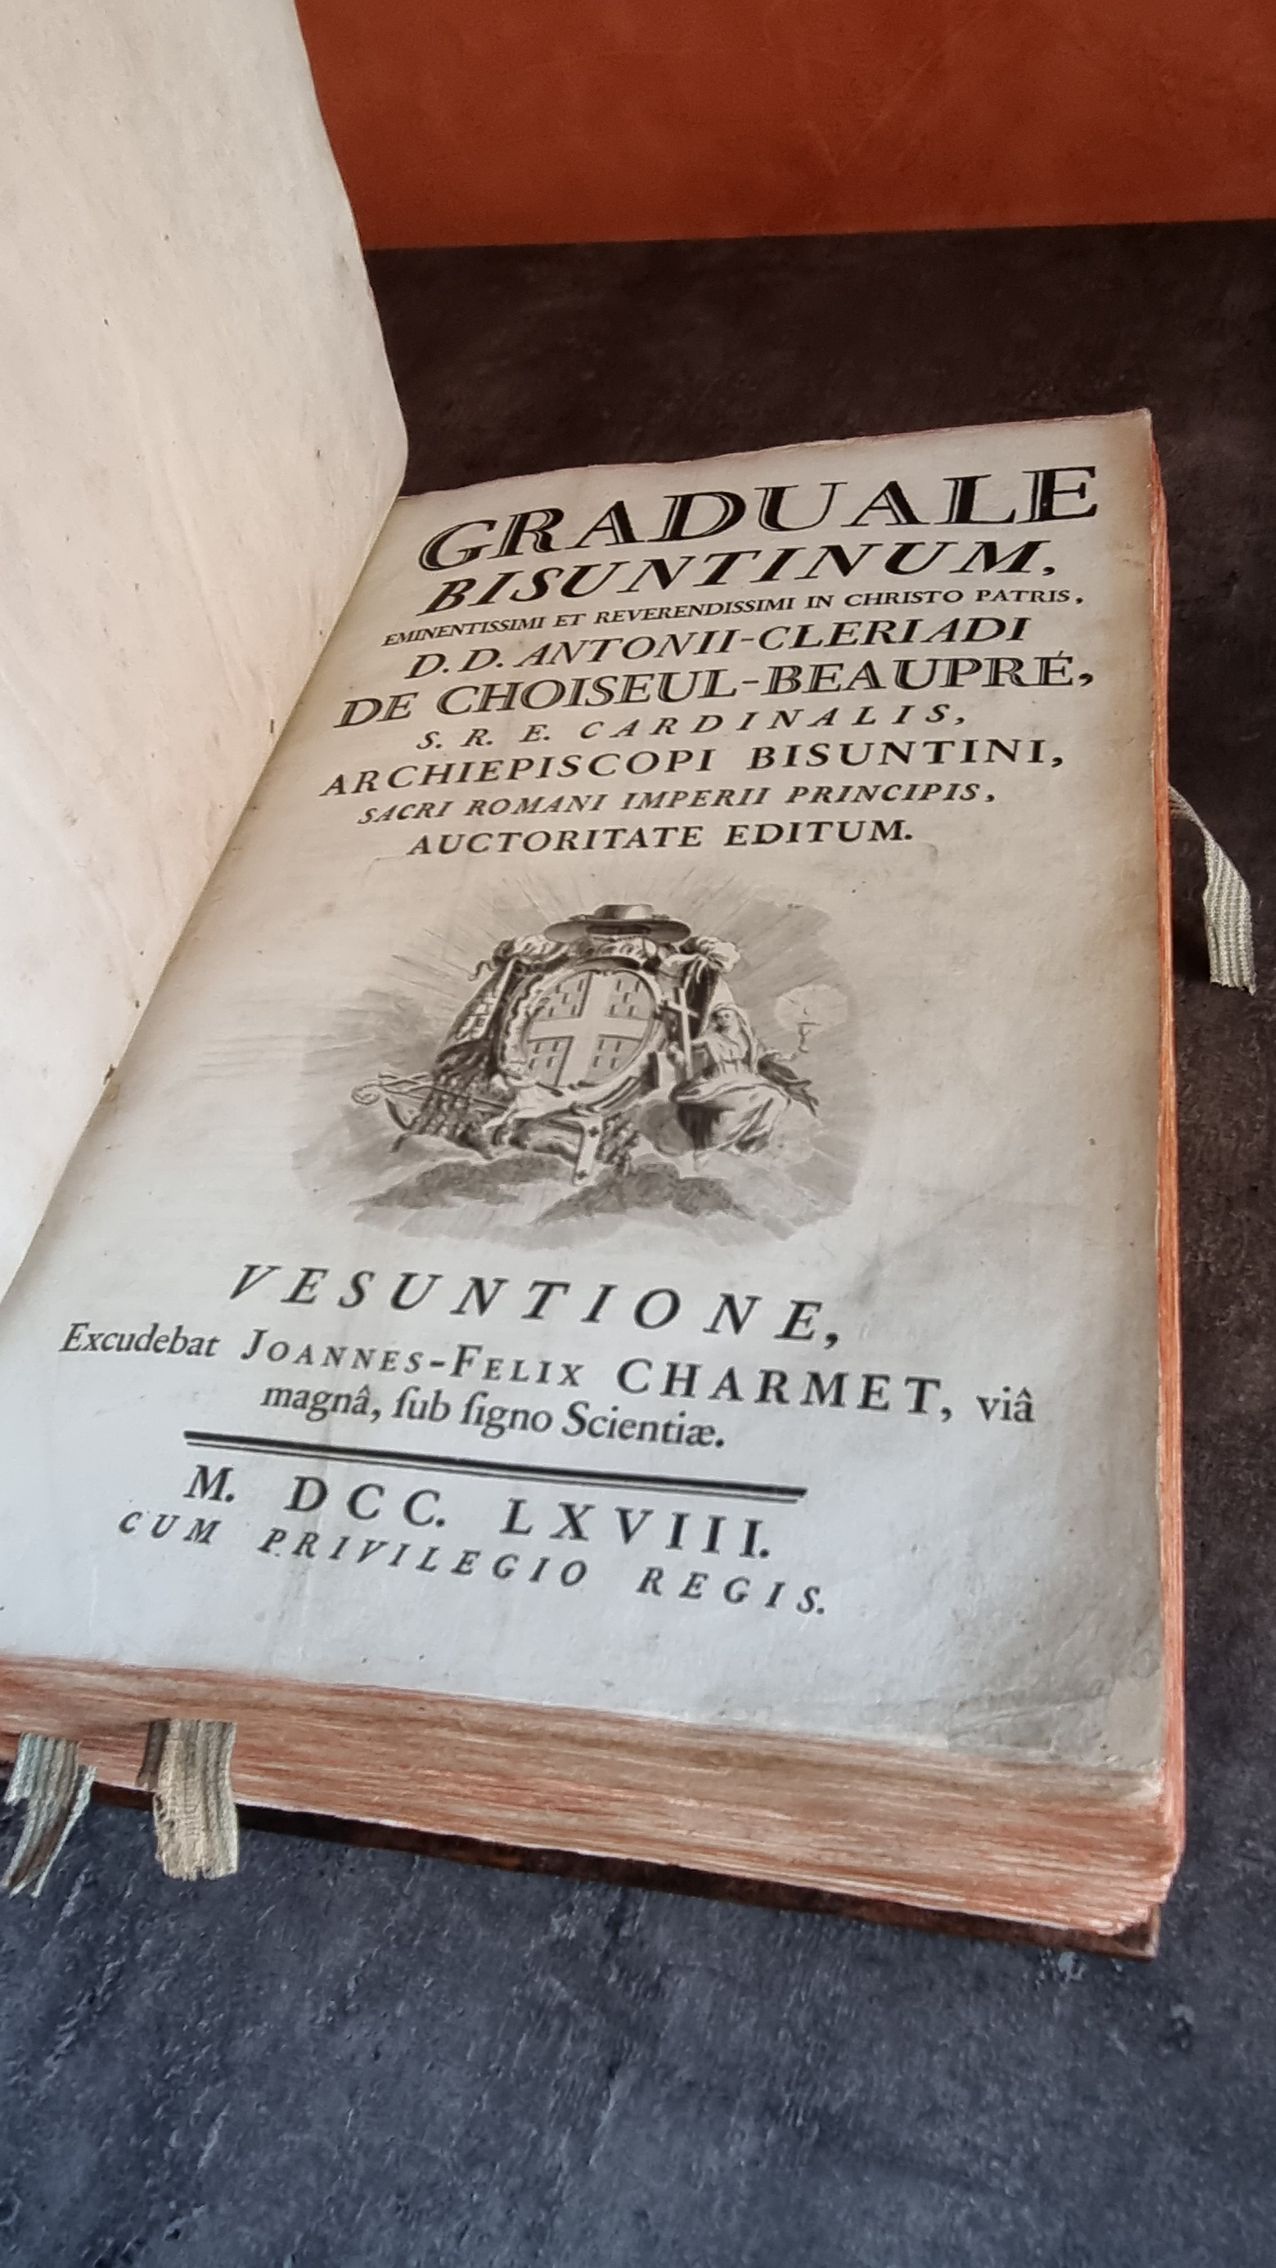 GRADUALE
BISUNTINUM,
EMINENTISSIMI ET REVERENDISSIMI IN CHRISTO PATRIS,
D. D. ANTONII-CLERIADI
DE CHOISEUL-BEAUPRÉ,
S. R. E. CARDINALIS,
ARCHIEPISCOPI BISUNTINI,
SACRI ROMANI IMPERII PRINCIPIS,
AUCTORITATE EDITUM.
VESUNTIONE,
Excudebat JOANNES-FELIX CHARMET, viâ
magnâ, ſub ſigno Scientiæ.
M. DCC. LXVIII.
CUM PRIVILEGIO REGIS.